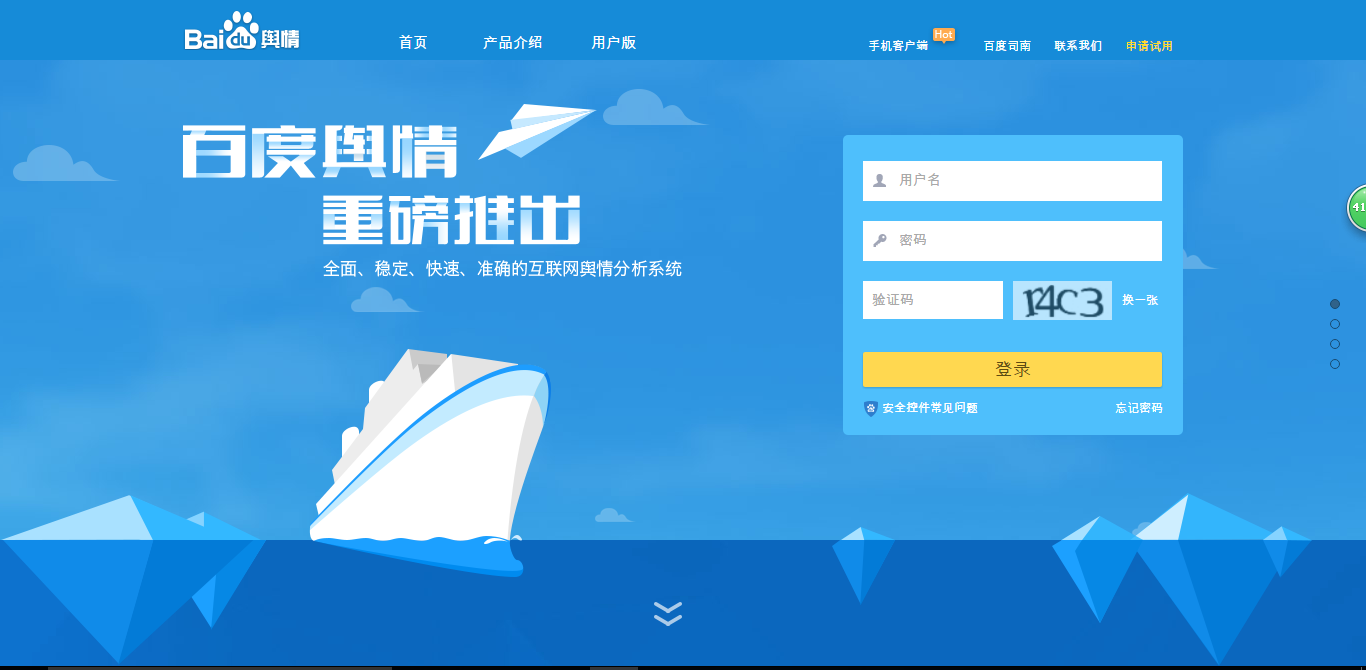 Bai du 舆情
首页 产品介绍 用户版 手机客户端 Hot 百度司南 联系我们 申请试用
百度舆情
重磅推出
全面、稳定、快速、准确的互联网舆情分析系统
用户名
密码
验证码 r4c3 换一张
登录
安全控件常见问题 忘记密码
41